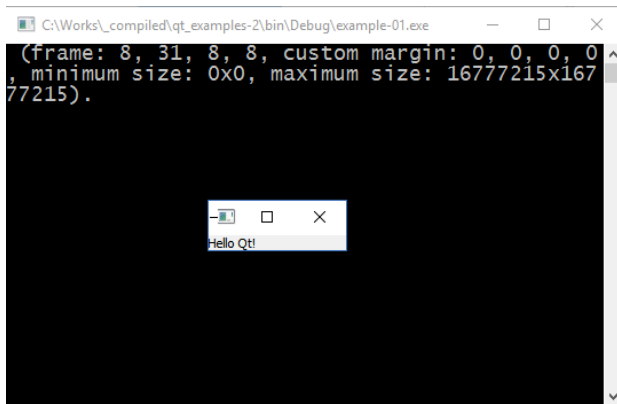 C:\Works\_compiled\qt_examples-2\bin\Debug\example-01.exe
(frame: 8, 31, 8, 8, custom margin: 0, 0, 0, 0
, minimum size: 0x0, maximum size: 16777215x167
77215).
Hello Qt!